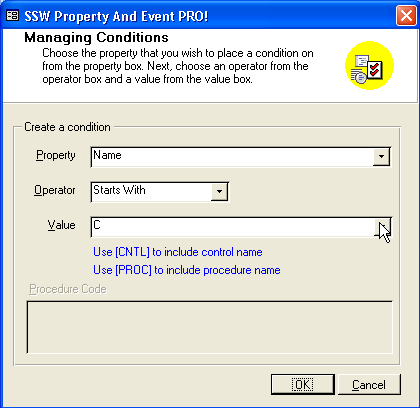 SSW Property And Event PRO!
Managing Conditions
Choose the property that you wish to place a condition on
from the property box. Next, choose an operator from the
operator box and a value from the value box.
Create a condition
Property Name
Operator Starts With
Value C
Use [CNTL] to include control name
Use [PROC] to include procedure name
Procedure Code
OK Cancel